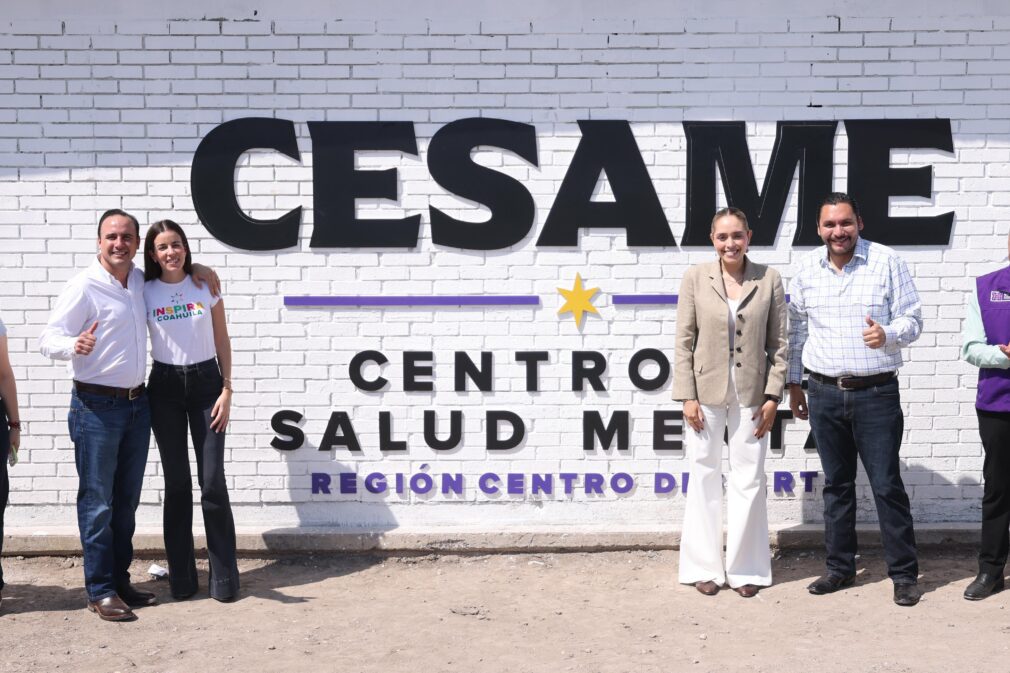 CESAME
CENTRO
SALUD
REGIÓN CENTRO
INSPIRA
COAHUILA